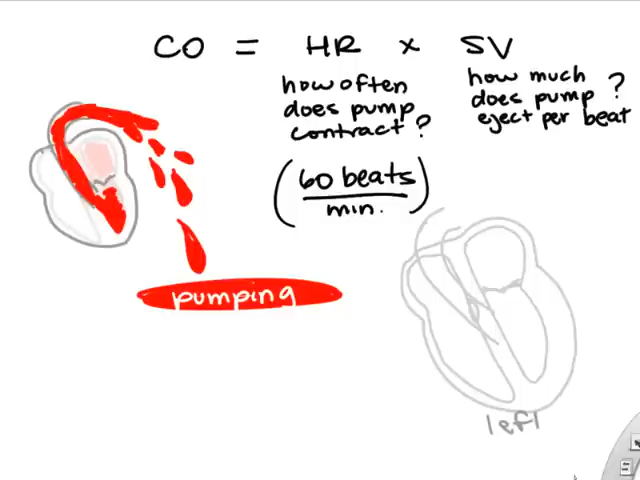 CO = HR x SV
how often
does pump
contract?
how much
does pump ?
eject per beat
(60 beats
min.)
pumping
left